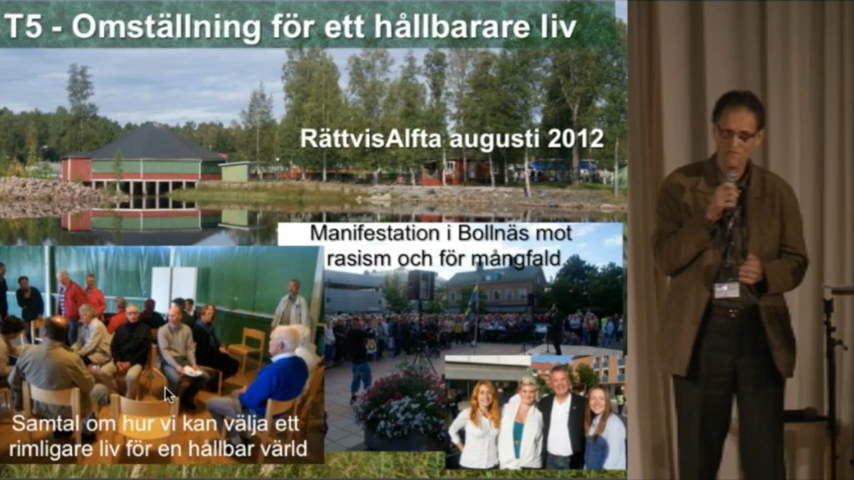 T5 - Omställning för ett hållbarare liv
RättvisAlfta augusti 2012
Manifestation i Bollnäs mot
rasism och för mångfald
Samtal om hur vi kan välja ett
rimligare liv för en hållbar värld